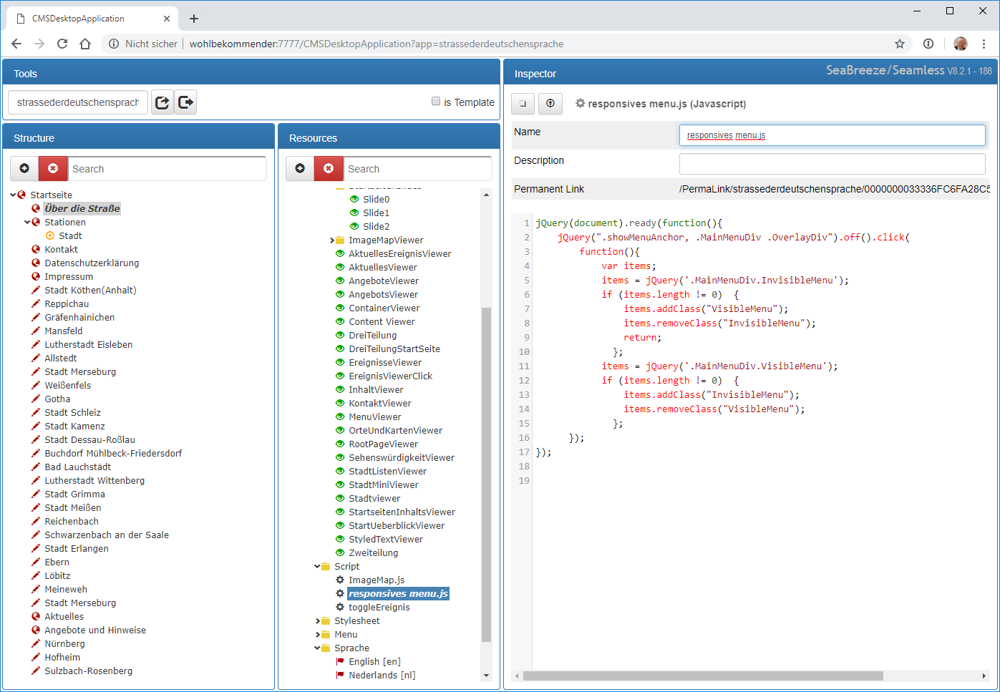 CMSDesktopApplication
Nicht sicher
wohlbekommender:7777/CMSDesktopApplication?app=strassederdeutschensprache
Tools
strassederdeutschensprach
is Template
Structure
Search
Startseite
Über die Straße
Stationen
Stadt
Kontakt
Datenschutzerklärung
Impressum
Stadt Köthen(Anhalt)
Reppichau
Gräfenhainichen
Mansfeld
Lutherstadt Eisleben
Allstedt
Stadt Merseburg
Weißenfels
Gotha
Stadt Schleiz
Stadt Kamenz
Stadt Dessau-Roßlau
Buchdorf Mühlbeck-Friedersdorf
Bad Lauchstädt
Lutherstadt Wittenberg
Stadt Grimma
Stadt Meißen
Reichenbach
Schwarzenbach an der Saale
Stadt Erlangen
Ebern
Löbitz
Meineweh
Stadt Merseburg
Aktuelles
Angebote und Hinweise
Nürnberg
Hofheim
Sulzbach-Rosenberg
Resources
Search
Slide0
Slide1
Slide2
ImageMapViewer
AktuellesEreignisViewer
AktuellesViewer
AngeboteViewer
AngebotsViewer
ContainerViewer
Content Viewer
DreiTeilung
DreiTeilungStartSeite
EreignisseViewer
EreignisViewerClick
InhaltViewer
KontaktViewer
MenuViewer
OrteUndKartenViewer
RootPageViewer
SehenswürdigkeitViewer
StadtListenViewer
StadtMiniViewer
Stadtviewer
StartseitenInhaltsViewer
StartUeberblickViewer
StyledTextViewer
Zweiteilung
Script
ImageMap.js
responsives menu.js
toggleEreignis
Stylesheet
Menu
Sprache
English [en]
Nederlands [nl]
Inspector
SeaBreeze/Seamless V8.2.1 - 188
responsives menu.js (Javascript)
Name
responsives menu.js
Description
Permanent Link
/PermaLink/strassederdeutschensprache/0000000033336FC6FA28C5
1 jQuery(document).ready(function(){
2 jQuery(".showMenuAnchor, .MainMenuDiv .OverlayDiv").off().click(
3 function(){
4 var items;
5 items = jQuery('.MainMenuDiv.InvisibleMenu');
6 if (items.length != 0) {
7 items.addClass("VisibleMenu");
8 items.removeClass("InvisibleMenu");
9 return;
10 };
11 items = jQuery('.MainMenuDiv.VisibleMenu');
12 if (items.length != 0) {
13 items.addClass("InvisibleMenu");
14 items.removeClass("VisibleMenu");
15 };
16 });
17 });
18
19